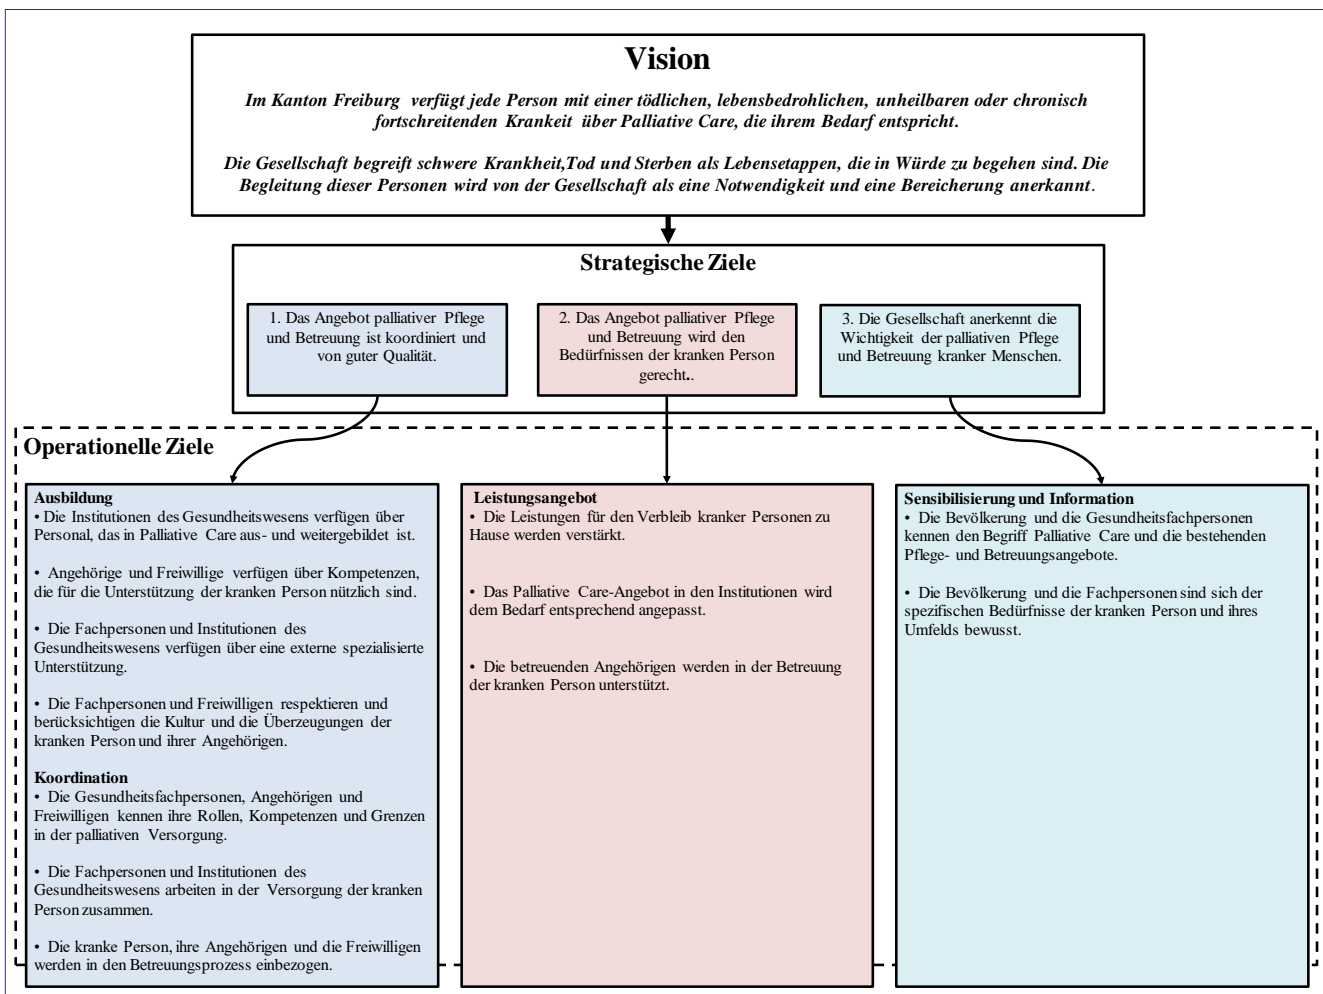 Vision
Im Kanton Freiburg verfügt jede Person mit einer tödlichen, lebensbedrohlichen, unheilbaren oder chronisch
fortschreitenden Krankeit über Palliative Care, die ihrem Bedarf entspricht.
Die Gesellschaft begreift schwere Krankheit,Tod und Sterben als Lebensetappen, die in Würde zu begehen sind. Die
Begleitung dieser Personen wird von der Gesellschaft als eine Notwendigkeit und eine Bereicherung anerkannt.
Strategische Ziele
1. Das Angebot palliativer Pflege
und Betreuung ist koordiniert und
von guter Qualität.
2. Das Angebot palliativer Pflege
und Betreuung wird den
Bedürfnissen der kranken Person
gerecht..
3. Die Gesellschaft anerkennt die
Wichtigkeit der palliativen Pflege
und Betreuung kranker Menschen.
Operationelle Ziele
Ausbildung
• Die Institutionen des Gesundheitswesens verfügen über
Personal, das in Palliative Care aus- und weitergebildet ist.
• Angehörige und Freiwillige verfügen über Kompetenzen,
die für die Unterstützung der kranken Person nützlich sind.
• Die Fachpersonen und Institutionen des
Gesundheitswesens verfügen über eine externe spezialisierte
Unterstützung.
• Die Fachpersonen und Freiwilligen respektieren und
berücksichtigen die Kultur und die Überzeugungen der
kranken Person und ihrer Angehörigen.
Koordination
• Die Gesundheitsfachpersonen, Angehörigen und
Freiwilligen kennen ihre Rollen, Kompetenzen und Grenzen
in der palliativen Versorgung.
• Die Fachpersonen und Institutionen des
Gesundheitswesens arbeiten in der Versorgung der kranken
Person zusammen.
• Die kranke Person, ihre Angehörigen und die Freiwilligen
werden in den Betreuungsprozess einbezogen.
Leistungsangebot
• Die Leistungen für den Verbleib kranker Personen zu
Hause werden verstärkt.
• Das Palliative Care-Angebot in den Institutionen wird
dem Bedarf entsprechend angepasst.
• Die betreuenden Angehörigen werden in der Betreuung
der kranken Person unterstützt.
Sensibilisierung und Information
• Die Bevölkerung und die Gesundheitsfachpersonen
kennen den Begriff Palliative Care und die bestehenden
Pflege- und Betreuungsangebote.
• Die Bevölkerung und die Fachpersonen sind sich der
spezifischen Bedürfnisse der kranken Person und ihres
Umfelds bewusst.